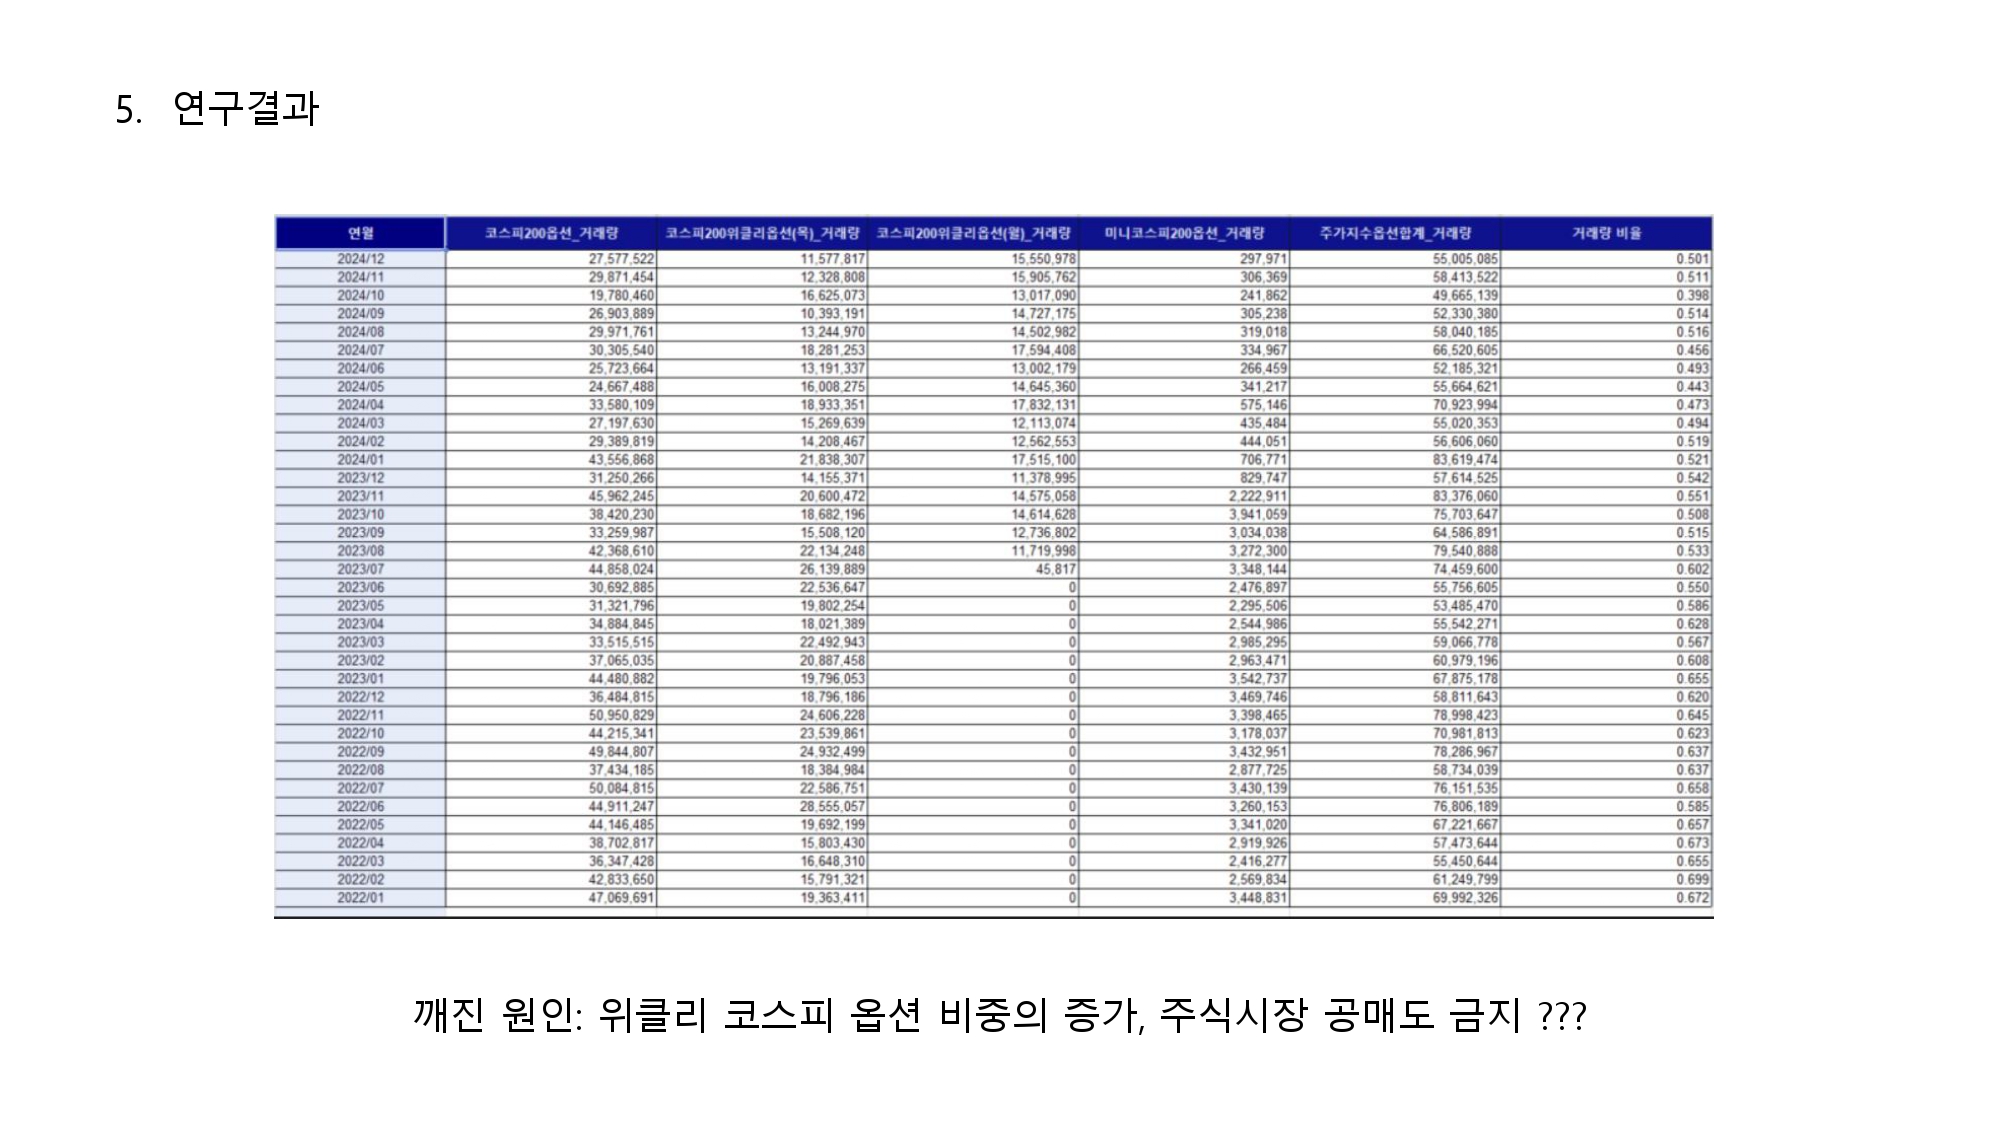 5. 연구결과
연월 코스피200옵션_거래량 코스피200위클리옵션(목)_거래량 코스피200위클리옵션(월)_거래량 미니코스피200옵션_거래량 주가지수옵션합계_거래량 거래량 비율
2024/12 27,577,522 11,577,817 15,550,978 297,971 55,005,085 0.501
2024/11 29,871,454 12,328,808 15,905,762 306,369 58,413,522 0.511
2024/10 19,780,460 16,625,073 13,017,090 241,862 49,665,139 0.398
2024/09 26,903,889 10,393,191 14,727,175 305,238 52,330,380 0.514
2024/08 29,971,761 13,244,970 14,502,982 319,018 58,040,185 0.516
2024/07 30,305,540 18,281,253 17,594,408 334,967 66,520,605 0.456
2024/06 25,723,664 13,191,337 13,002,179 266,459 52,185,321 0.493
2024/05 24,667,488 16,008,275 14,645,360 341,217 55,664,621 0.443
2024/04 33,580,109 18,933,351 17,832,131 575,146 70,923,994 0.473
2024/03 27,197,630 15,269,639 12,113,074 435,484 55,020,353 0.494
2024/02 29,389,819 14,208,467 12,562,553 444,051 56,606,060 0.519
2024/01 43,556,868 21,838,307 17,515,100 706,771 83,619,474 0.521
2023/12 31,250,266 14,155,371 11,378,995 829,747 57,614,525 0.542
2023/11 45,962,245 20,600,472 14,575,058 2,222,911 83,376,060 0.551
2023/10 38,420,230 18,682,196 14,614,628 3,941,059 75,703,647 0.508
2023/09 33,259,987 15,508,120 12,736,802 3,034,038 64,586,891 0.515
2023/08 42,368,610 22,134,248 11,719,998 3,272,300 79,540,888 0.533
2023/07 44,858,024 26,139,889 45,817 3,348,144 74,459,600 0.602
2023/06 30,692,885 22,536,647 0 2,476,897 55,756,605 0.550
2023/05 31,321,796 19,802,254 0 2,295,506 53,485,470 0.586
2023/04 34,884,845 18,021,389 0 2,544,986 55,542,271 0.628
2023/03 33,515,515 22,492,943 0 2,985,295 59,066,778 0.567
2023/02 37,065,035 20,887,458 0 2,963,471 60,979,196 0.608
2023/01 44,480,882 19,796,053 0 3,542,737 67,875,178 0.655
2022/12 36,484,815 18,796,186 0 3,469,746 58,811,643 0.620
2022/11 50,950,829 24,606,228 0 3,398,465 78,998,423 0.645
2022/10 44,215,341 23,539,861 0 3,178,037 70,981,813 0.623
2022/09 49,844,807 24,932,499 0 3,432,951 78,286,967 0.637
2022/08 37,434,185 18,384,984 0 2,877,725 58,734,039 0.637
2022/07 50,084,815 22,586,751 0 3,430,139 76,151,535 0.658
2022/06 44,911,247 28,555,057 0 3,260,153 76,806,189 0.585
2022/05 44,146,485 19,692,199 0 3,341,020 67,221,667 0.657
2022/04 38,702,817 15,803,430 0 2,919,926 57,473,644 0.673
2022/03 36,347,428 16,648,310 0 2,416,277 55,450,644 0.655
2022/02 42,833,650 15,791,321 0 2,569,834 61,249,799 0.699
2022/01 47,069,691 19,363,411 0 3,448,831 69,992,326 0.672
깨진 원인: 위클리 코스피 옵션 비중의 증가, 주식시장 공매도 금지 ???